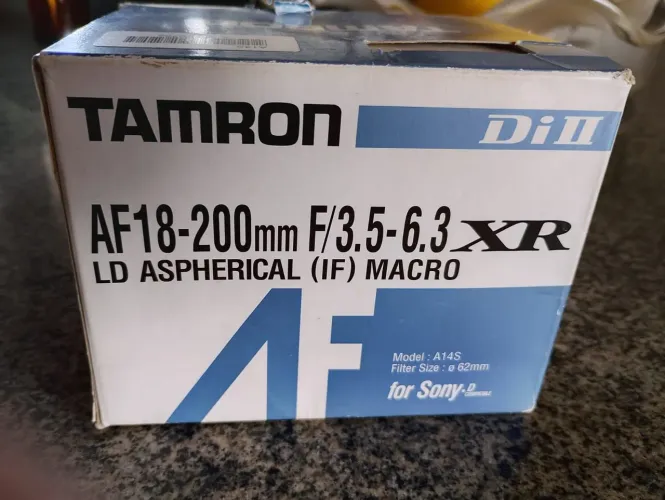 TAMRON Di II
AF18-200mm F/3.5-6.3 XR
LD ASPHERICAL (IF) MACRO
AF
Model : A14S
Filter Size : ø 62mm
for Sony-D
COMPATIBLE